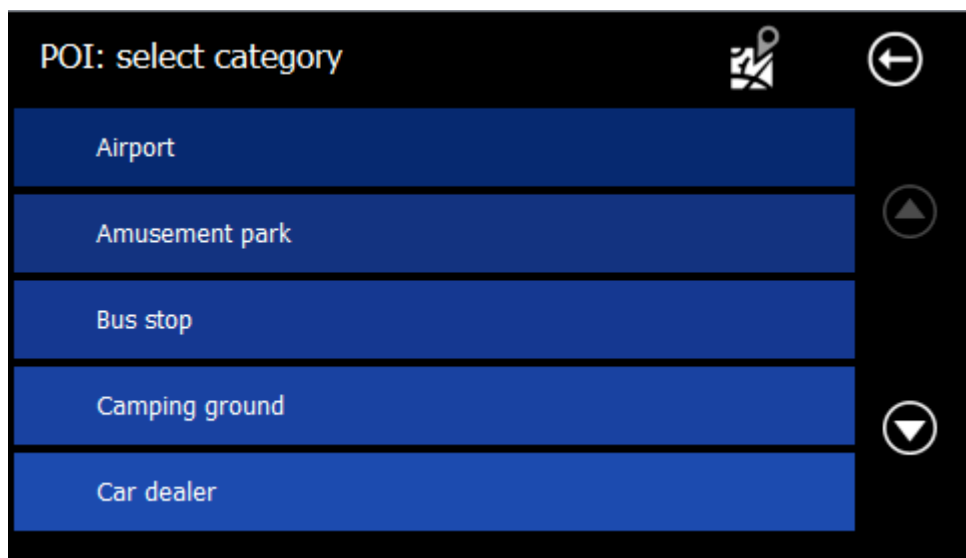 POI: select category
Airport
Amusement park
Bus stop
Camping ground
Car dealer